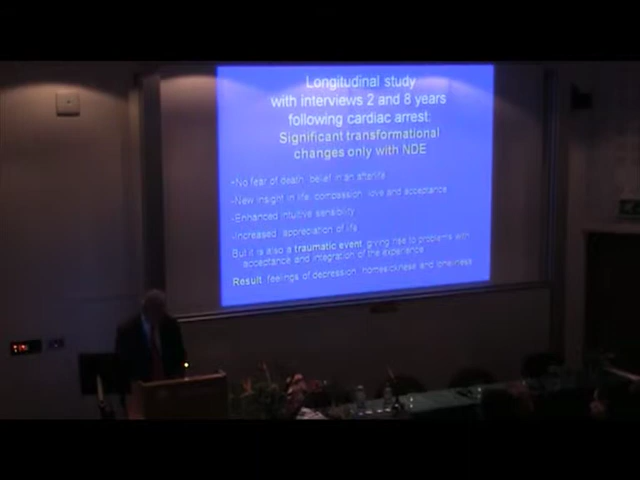 Longitudinal study
with interviews 2 and 8 years
following cardiac arrest:
Significant transformational
changes only with NDE
-No fear of death, belief in an afterlife
-New insight in life: compassion, love and acceptance
-Enhanced intuitive sensibility
-Increased appreciation of life
But it is also a traumatic event, giving rise to problems with
acceptance and integration of the experience
Result: feelings of depression, homesickness and loneliness